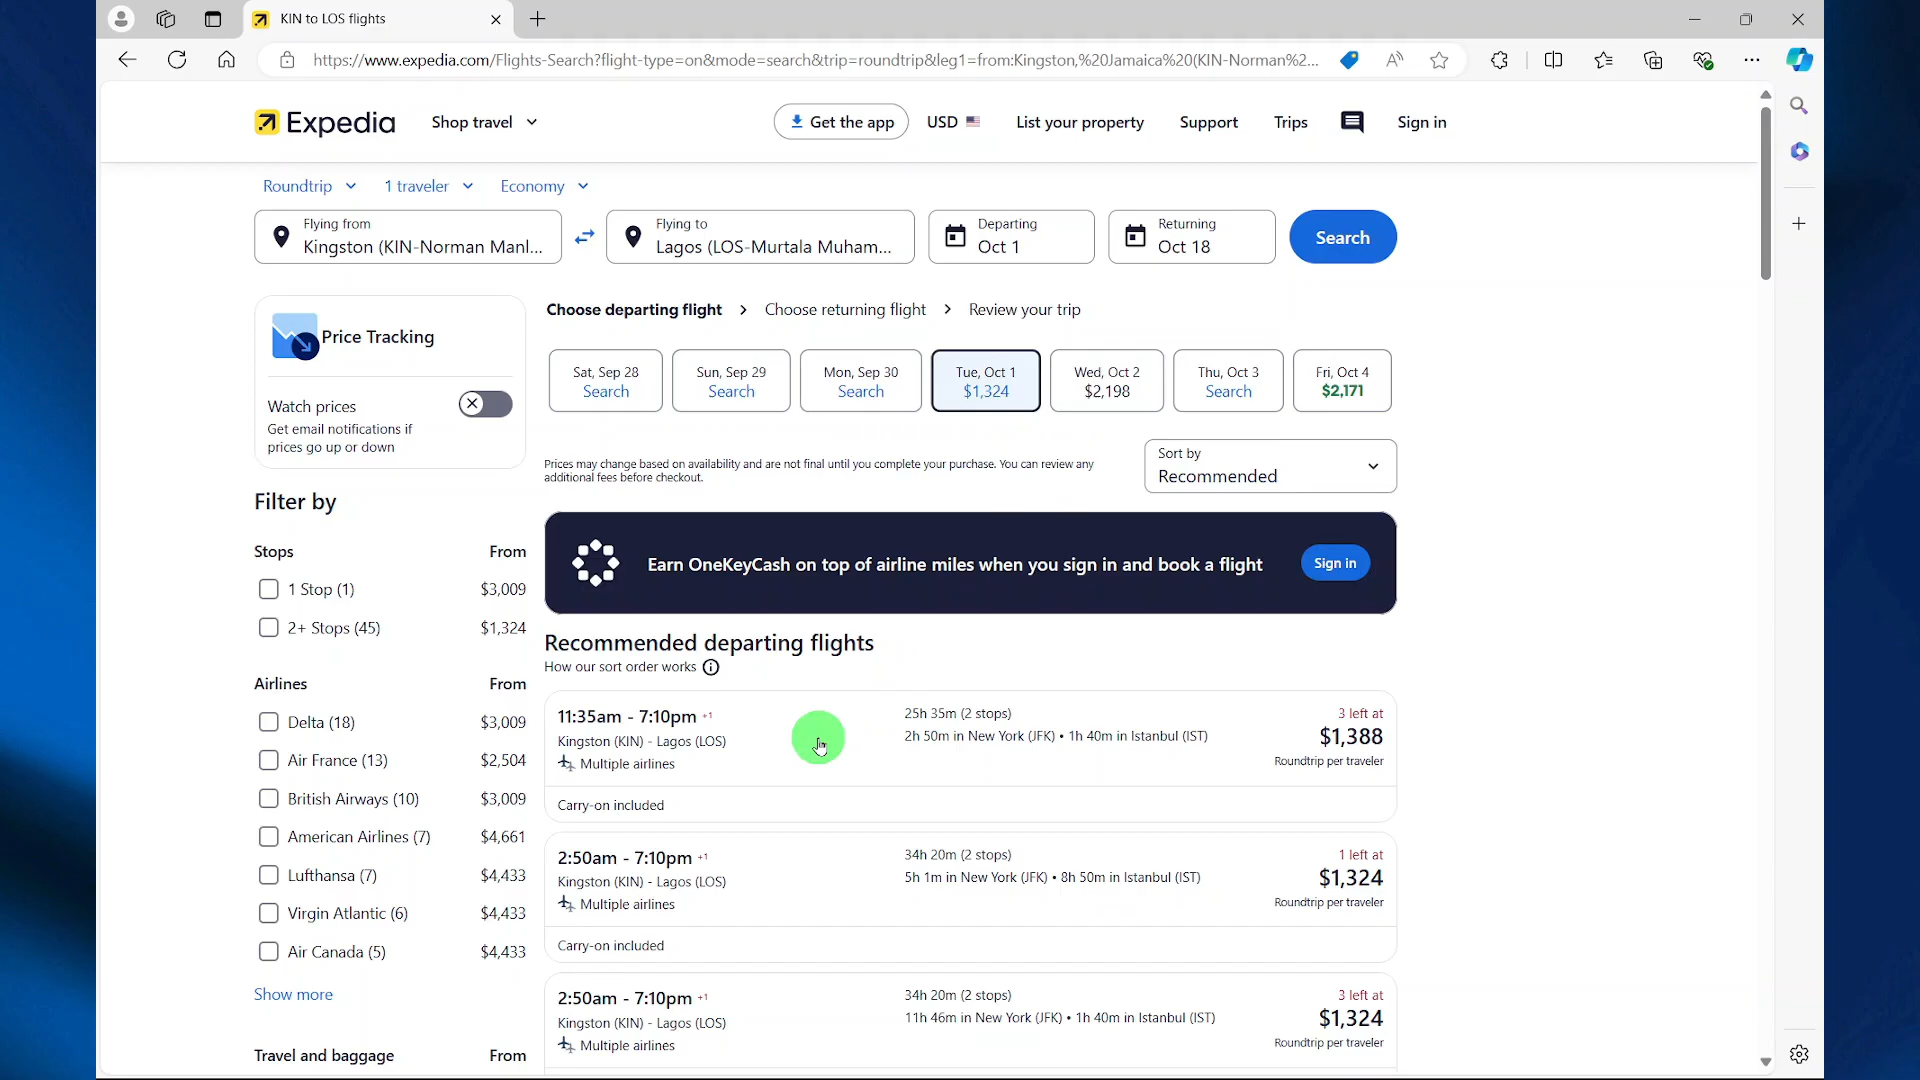 KIN to LOS flights
https://www.expedia.com/Flights-Search?flight-type=on&mode=search&trip=roundtrip&leg1=from:Kingston,%20Jamaica%20(KIN-Norman%2...
Expedia
Shop travel
Get the app
USD
List your property
Support
Trips
Sign in
Roundtrip
1 traveler
Economy
Flying from
Kingston (KIN-Norman Manl...
Flying to
Lagos (LOS-Murtala Muham...
Departing
Oct 1
Returning
Oct 18
Search
Price Tracking
Watch prices
Get email notifications if
prices go up or down
Choose departing flight
Choose returning flight
Review your trip
Sat, Sep 28
Search
Sun, Sep 29
Search
Mon, Sep 30
Search
Tue, Oct 1
$1,324
Wed, Oct 2
$2,198
Thu, Oct 3
Search
Fri, Oct 4
$2,171
Prices may change based on availability and are not final until you complete your purchase. You can review any
additional fees before checkout.
Sort by
Recommended
Filter by
Stops From
1 Stop (1) $3,009
2+ Stops (45) $1,324
Airlines From
Delta (18) $3,009
Air France (13) $2,504
British Airways (10) $3,009
American Airlines (7) $4,661
Lufthansa (7) $4,433
Virgin Atlantic (6) $4,433
Air Canada (5) $4,433
Show more
Travel and baggage From
Earn OneKeyCash on top of airline miles when you sign in and book a flight
Sign in
Recommended departing flights
How our sort order works
11:35am - 7:10pm +1
Kingston (KIN) - Lagos (LOS)
Multiple airlines
25h 35m (2 stops)
2h 50m in New York (JFK) • 1h 40m in Istanbul (IST)
3 left at
$1,388
Roundtrip per traveler
Carry-on included
2:50am - 7:10pm +1
Kingston (KIN) - Lagos (LOS)
Multiple airlines
34h 20m (2 stops)
5h 1m in New York (JFK) • 8h 50m in Istanbul (IST)
1 left at
$1,324
Roundtrip per traveler
Carry-on included
2:50am - 7:10pm +1
Kingston (KIN) - Lagos (LOS)
Multiple airlines
34h 20m (2 stops)
11h 46m in New York (JFK) • 1h 40m in Istanbul (IST)
3 left at
$1,324
Roundtrip per traveler